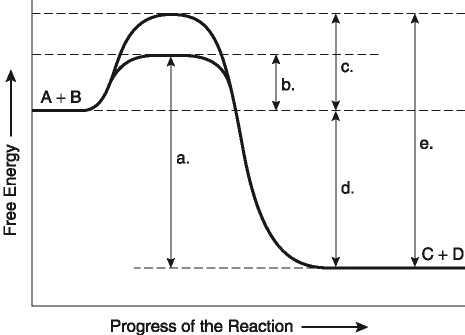 A + B
a.
b.
c.
d.
e.
C + D
Free Energy
Progress of the Reaction